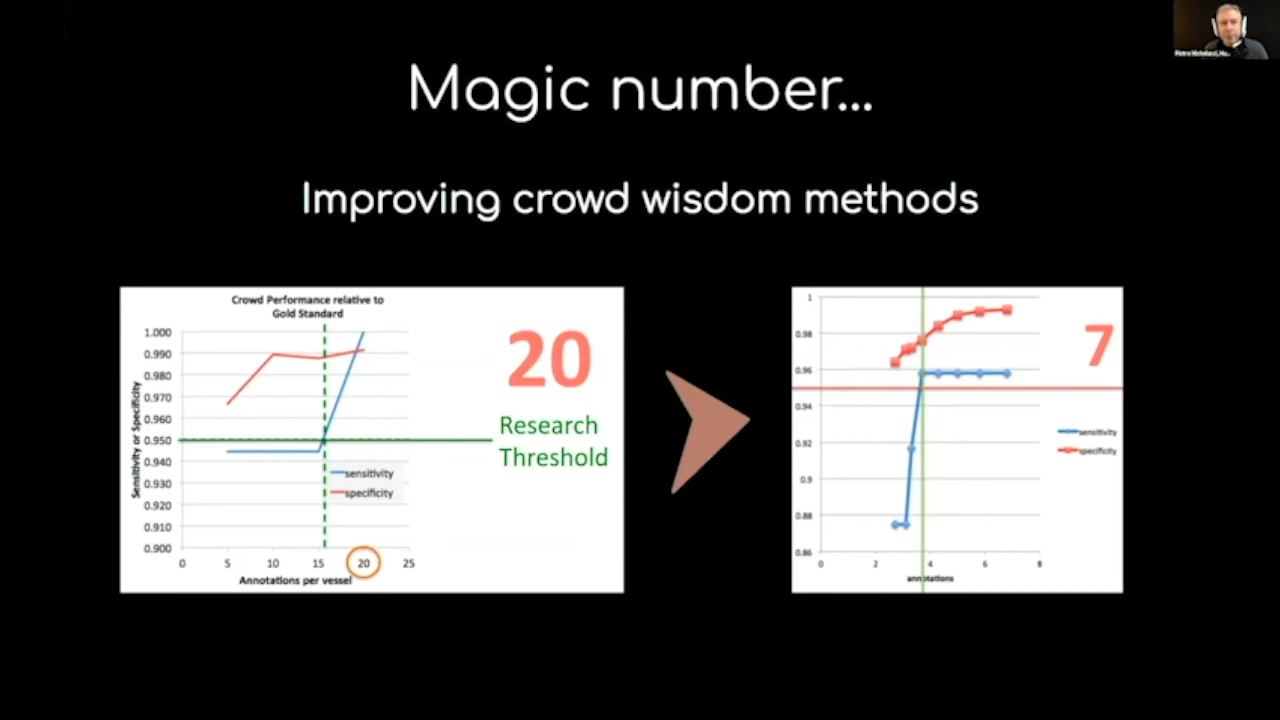 Magic number...
Improving crowd wisdom methods
Crowd Performance relative to
Gold Standard
1.000
0.990
0.980
0.970
0.960
0.950
0.940
0.930
0.920
0.910
0.900
Sensitivity or Specificity
0
5
10
15
20
25
Annotations per vessel
sensitivity
specificity
20
Research
Threshold
1
0.98
0.96
0.94
0.92
0.9
0.88
0.86
0
2
4
6
8
annotations
7
sensitivity
specificity